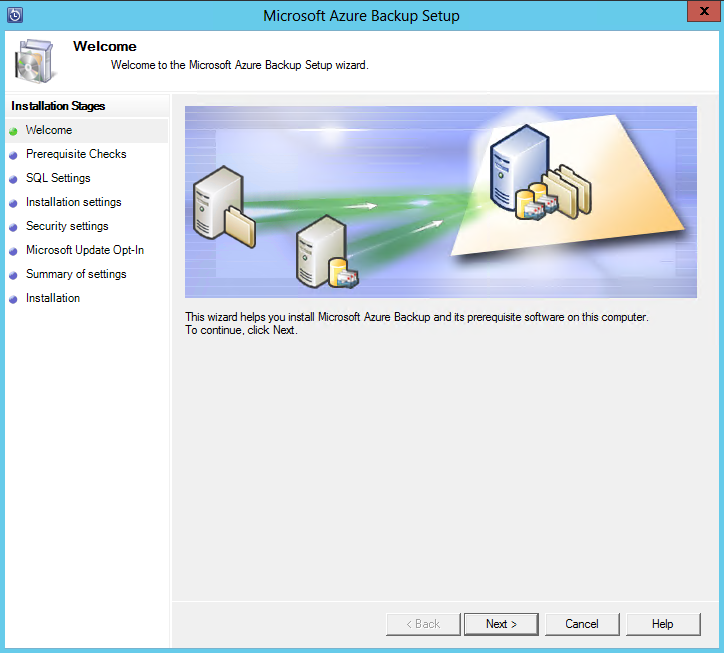 Microsoft Azure Backup Setup
x
Welcome
Welcome to the Microsoft Azure Backup Setup wizard.
Installation Stages
Welcome
Prerequisite Checks
SQL Settings
Installation settings
Security settings
Microsoft Update Opt-In
Summary of settings
Installation
This wizard helps you install Microsoft Azure Backup and its prerequisite software on this computer.
To continue, click Next.
< Back
Next >
Cancel
Help